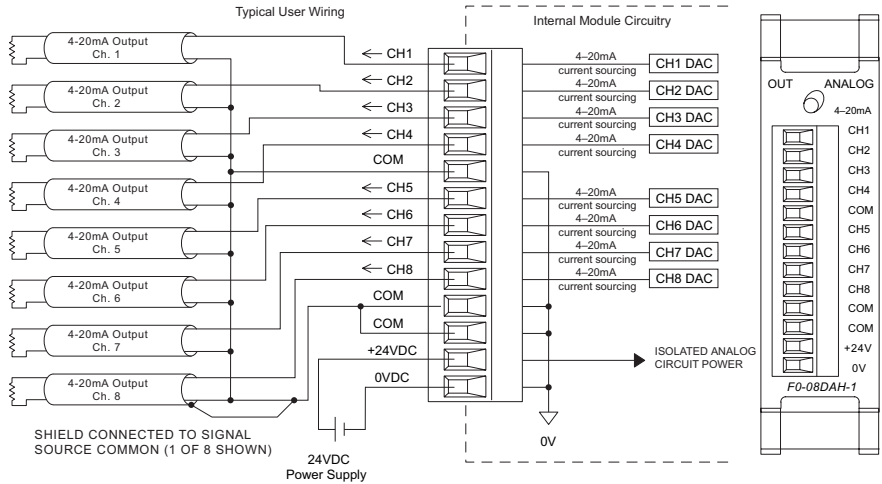 Typical User Wiring
Internal Module Circuitry
4-20mA Output
Ch. 1
4-20mA Output
Ch. 2
4-20mA Output
Ch. 3
4-20mA Output
Ch. 4
4-20mA Output
Ch. 5
4-20mA Output
Ch. 6
4-20mA Output
Ch. 7
4-20mA Output
Ch. 8
SHIELD CONNECTED TO SIGNAL
SOURCE COMMON (1 OF 8 SHOWN)
← CH1
← CH2
← CH3
← CH4
COM
← CH5
← CH6
← CH7
← CH8
COM
COM
+24VDC
0VDC
24VDC
Power Supply
4–20mA
current sourcing
CH1 DAC
4–20mA
current sourcing
CH2 DAC
4–20mA
current sourcing
CH3 DAC
4–20mA
current sourcing
CH4 DAC
4–20mA
current sourcing
CH5 DAC
4–20mA
current sourcing
CH6 DAC
4–20mA
current sourcing
CH7 DAC
4–20mA
current sourcing
CH8 DAC
ISOLATED ANALOG
CIRCUIT POWER
0V
OUT ANALOG
4–20mA
CH1
CH2
CH3
CH4
COM
CH5
CH6
CH7
CH8
COM
COM
+24V
0V
F0-08DAH-1